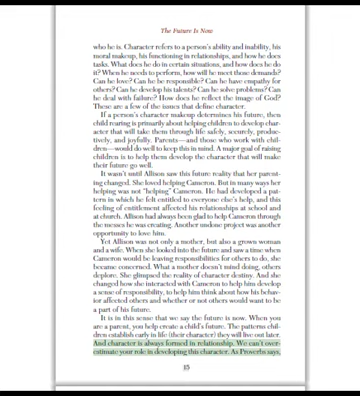 The Future Is Now
who he is. Character refers to a person's ability and inability, his
moral makeup, his functioning in relationships, and how he does
tasks. What does he do in certain situations, and how does he do
it? When he needs to perform, how will he meet those demands?
Can he love? Can he be responsible? Can he have empathy for
others? Can he develop his talents? Can he solve problems? Can
he deal with failure? How does he reflect the image of God?
These are a few of the issues that define character.
If a person's character makeup determines his future, then
child rearing is primarily about helping children to develop char-
acter that will take them through life safely, securely, produc-
tively, and joyfully. Parents—and those who work with chil-
dren—would do well to keep this in mind. A major goal of raising
children is to help them develop the character that will make
their future go well.
It wasn't until Allison saw this future reality that her parent-
ing changed. She loved helping Cameron. But in many ways her
helping was not "helping" Cameron. He had developed a pat-
tern in which he felt entitled to everyone else's help, and this
feeling of entitlement affected his relationships at school and
at church. Allison had always been glad to help Cameron through
the messes he was creating. Another undone project was another
opportunity to love him.
Yet Allison was not only a mother, but also a grown woman
and a wife. When she looked into the future and saw a time when
Cameron would be leaving responsibilities for others to do, she
became concerned. What a mother doesn't mind doing, others
deplore. She glimpsed the reality of character destiny. And she
changed how she interacted with Cameron to help him develop
a sense of responsibility, to help him think about how his behav-
ior affected others and whether or not others would want to be
a part of his future.
It is in this sense that we say the future is now. When you
are a parent, you help create a child's future. The patterns chil-
dren establish early in life (their character) they will live out later.
And character is always formed in relationship. We can't over-
estimate your role in developing this character. As Proverbs says,
15